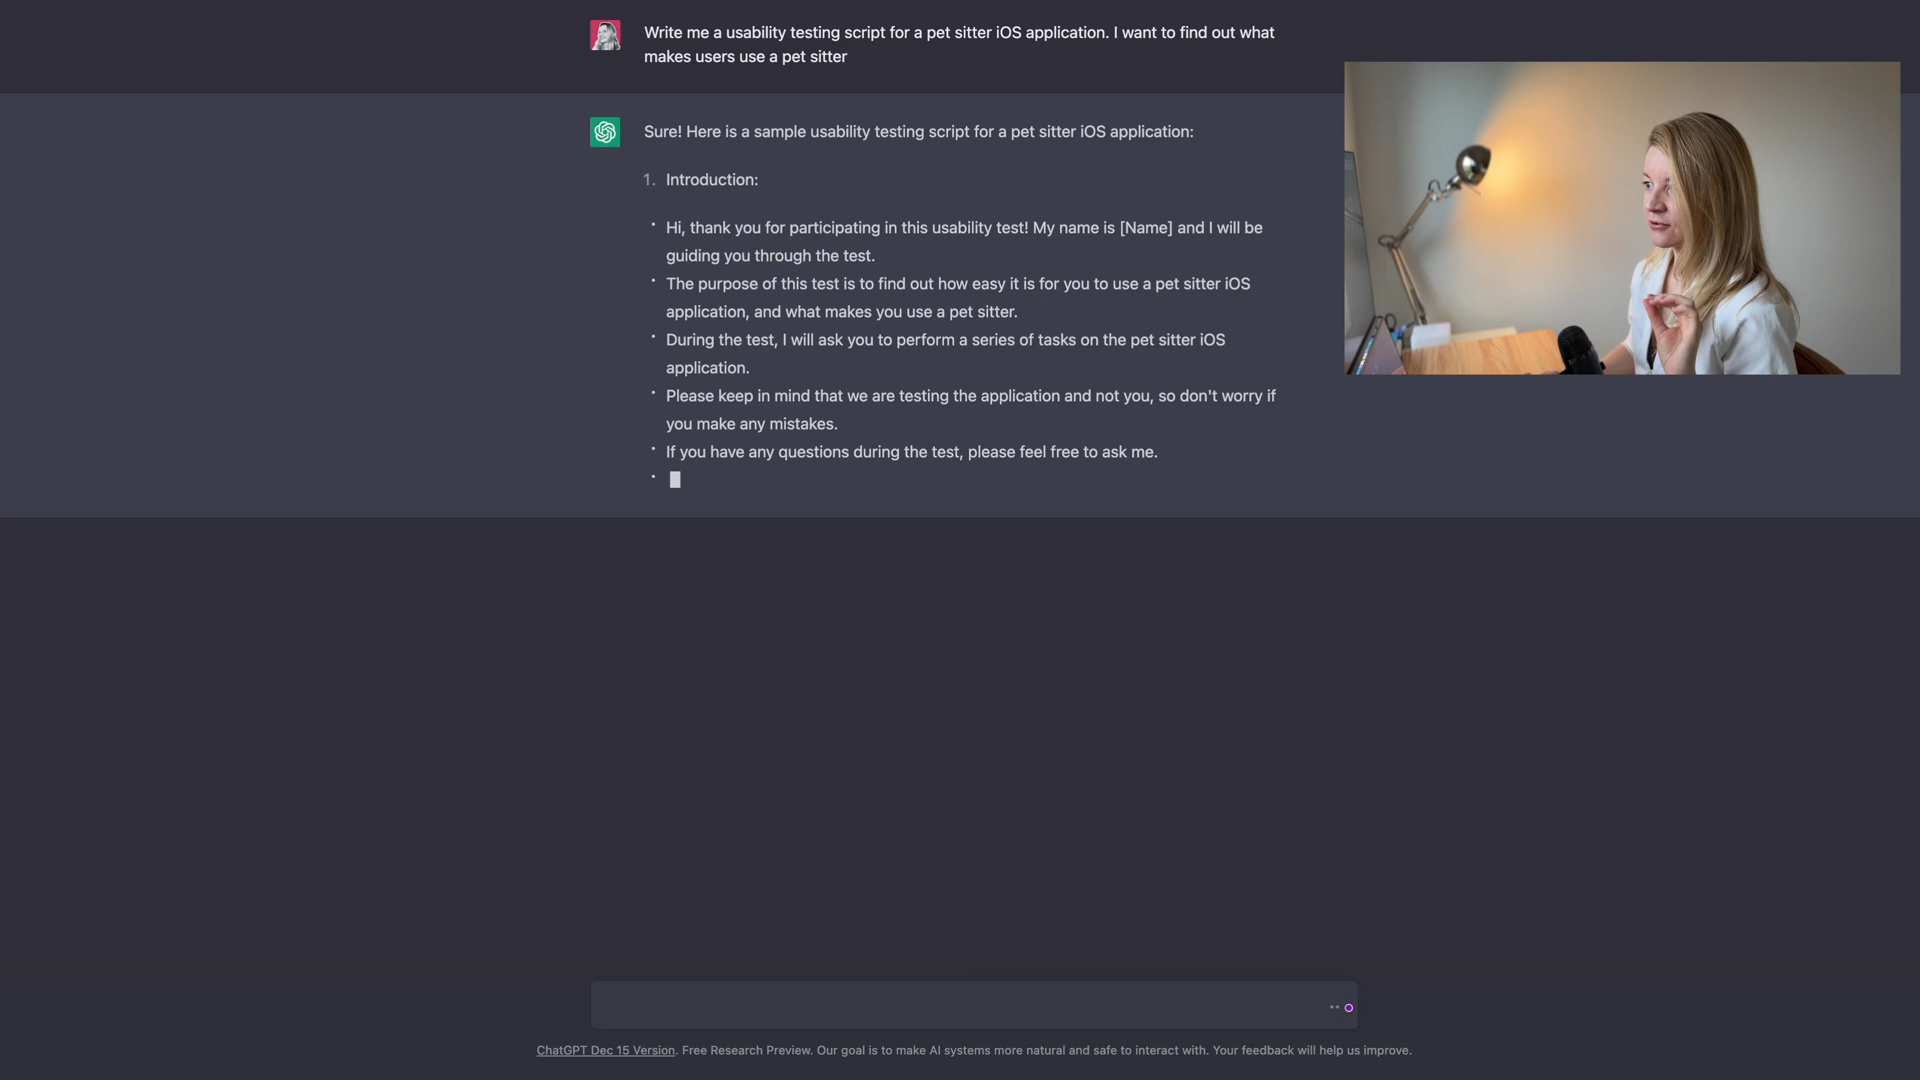 Write me a usability testing script for a pet sitter iOS application. I want to find out what
makes users use a pet sitter
Sure! Here is a sample usability testing script for a pet sitter iOS application:
1. Introduction:
Hi, thank you for participating in this usability test! My name is [Name] and I will be
guiding you through the test.
The purpose of this test is to find out how easy it is for you to use a pet sitter iOS
application, and what makes you use a pet sitter.
During the test, I will ask you to perform a series of tasks on the pet sitter iOS
application.
Please keep in mind that we are testing the application and not you, so don't worry if
you make any mistakes.
If you have any questions during the test, please feel free to ask me.
ChatGPT Dec 15 Version. Free Research Preview. Our goal is to make AI systems more natural and safe to interact with. Your feedback will help us improve.